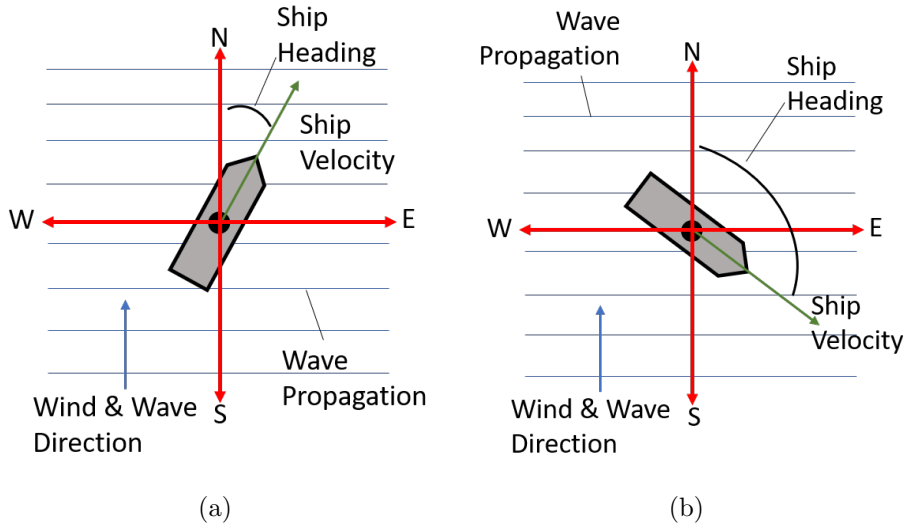 Ship
Heading
N
Ship
Velocity
W
E
Wave
Propagation
Wind & Wave
Direction
S
(a)
Wave
Propagation
N
Ship
Heading
W
E
Ship
Velocity
Wind & Wave
Direction
S
(b)